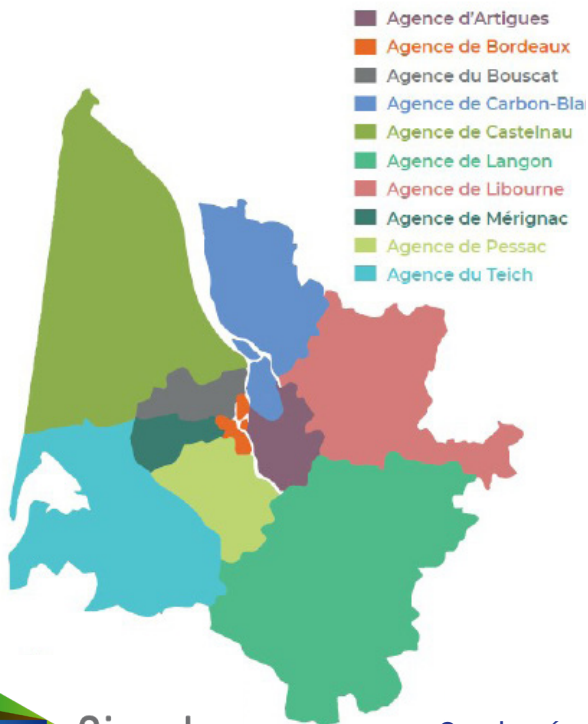 Agence d'Artigues
Agence de Bordeaux
Agence du Bouscat
Agence de Carbon-Bla
Agence de Castelnau
Agence de Langon
Agence de Libourne
Agence de Mérignac
Agence de Pessac
Agence du Teich